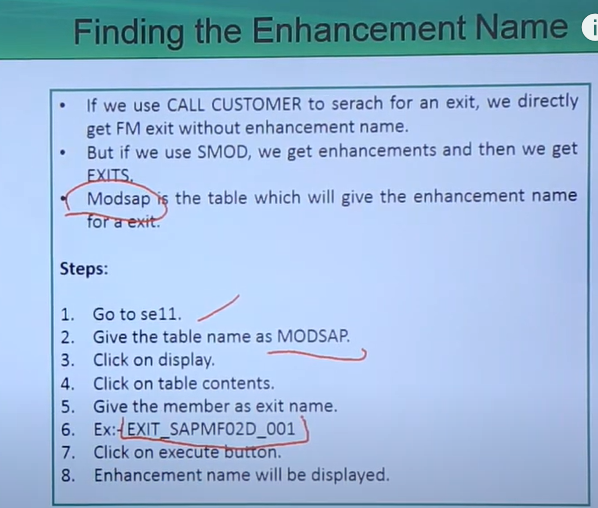 Finding the Enhancement Name
i
• If we use CALL CUSTOMER to serach for an exit, we directly
get FM exit without enhancement name.
• But if we use SMOD, we get enhancements and then we get
EXITS.
• Modsap is the table which will give the enhancement name
for a exit.
Steps:
1. Go to se11.
2. Give the table name as MODSAP.
3. Click on display.
4. Click on table contents.
5. Give the member as exit name.
6. Ex:-EXIT_SAPMF02D_001
7. Click on execute button.
8. Enhancement name will be displayed.